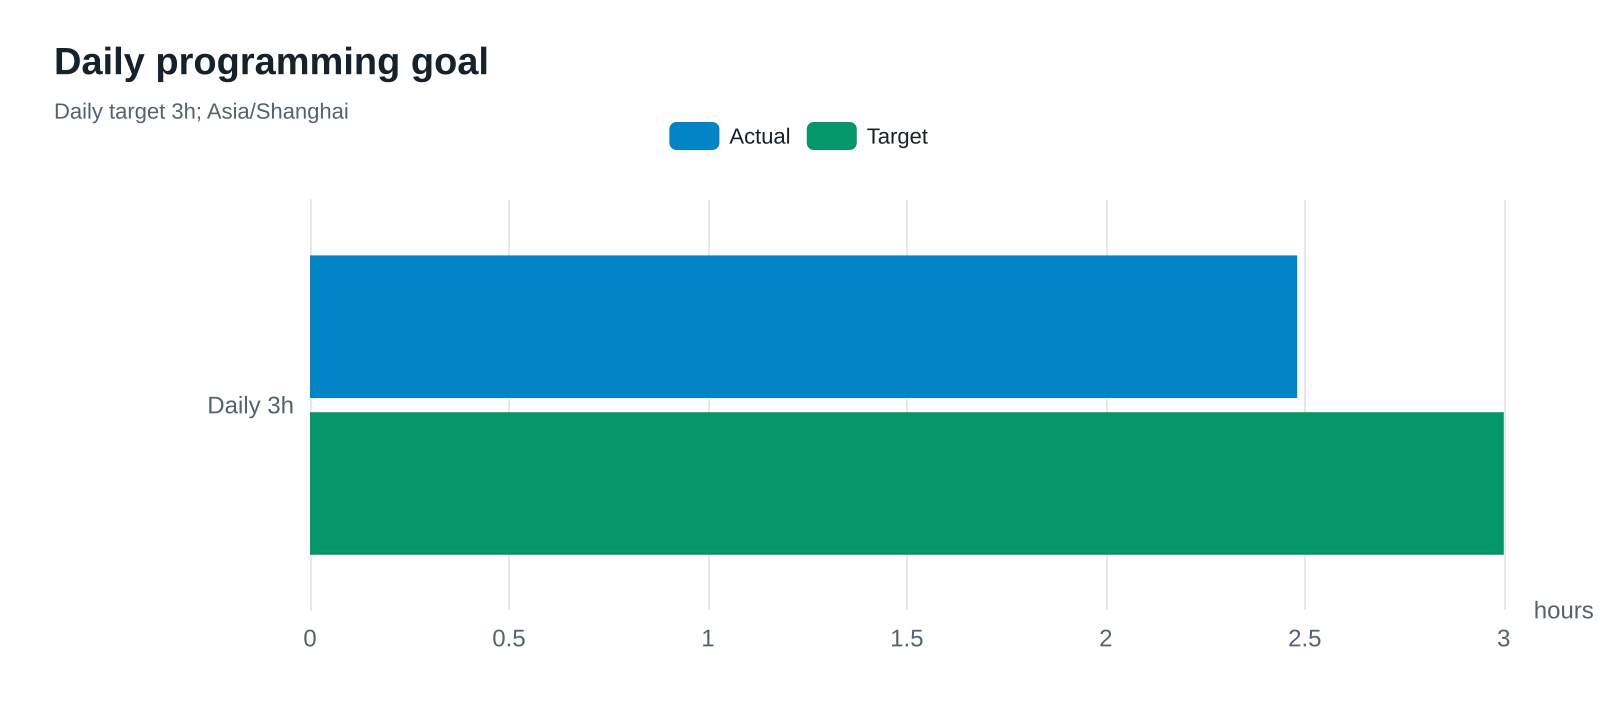 Daily programming goal
Daily target 3h; Asia/Shanghai
Actual Target
Daily 3h
hours
0 0.5 1 1.5 2 2.5 3